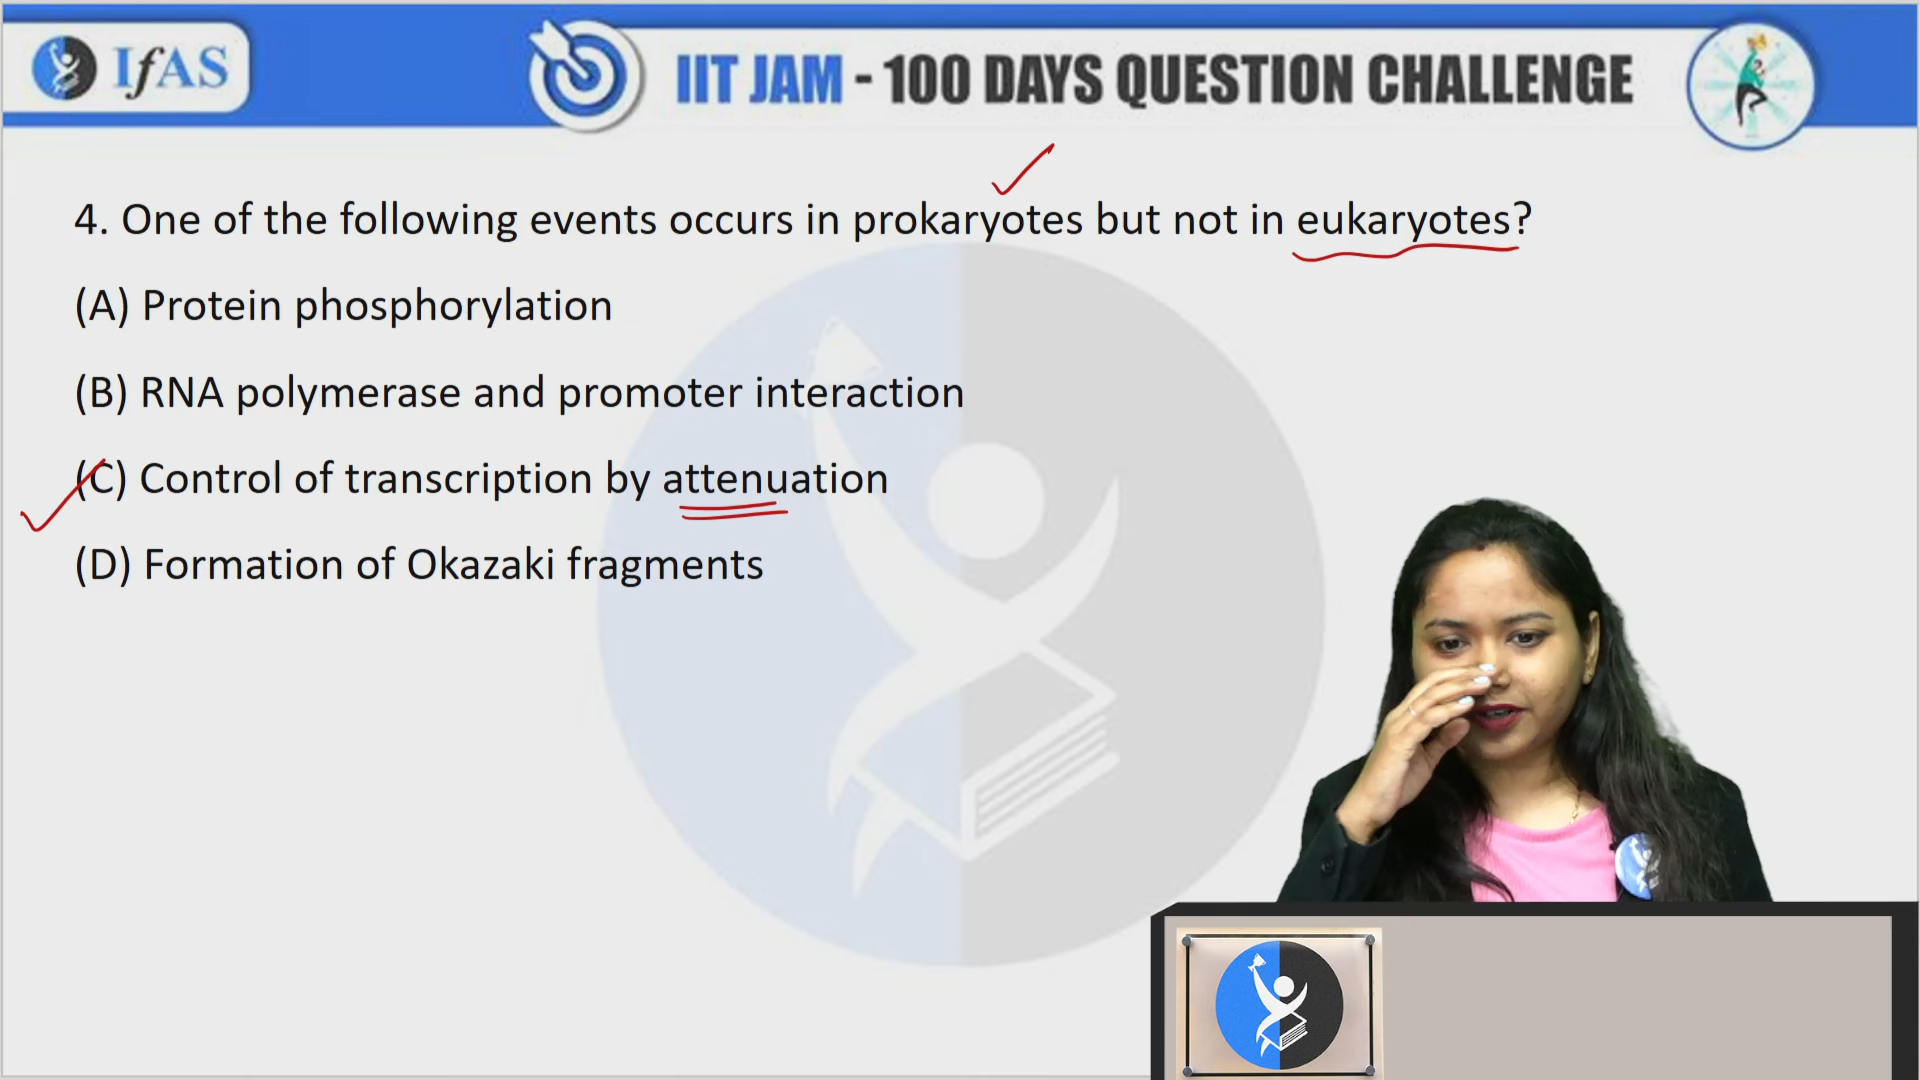 IfAS
IIT JAM - 100 DAYS QUESTION CHALLENGE
4. One of the following events occurs in prokaryotes but not in eukaryotes?
(A) Protein phosphorylation
(B) RNA polymerase and promoter interaction
(C) Control of transcription by attenuation
(D) Formation of Okazaki fragments